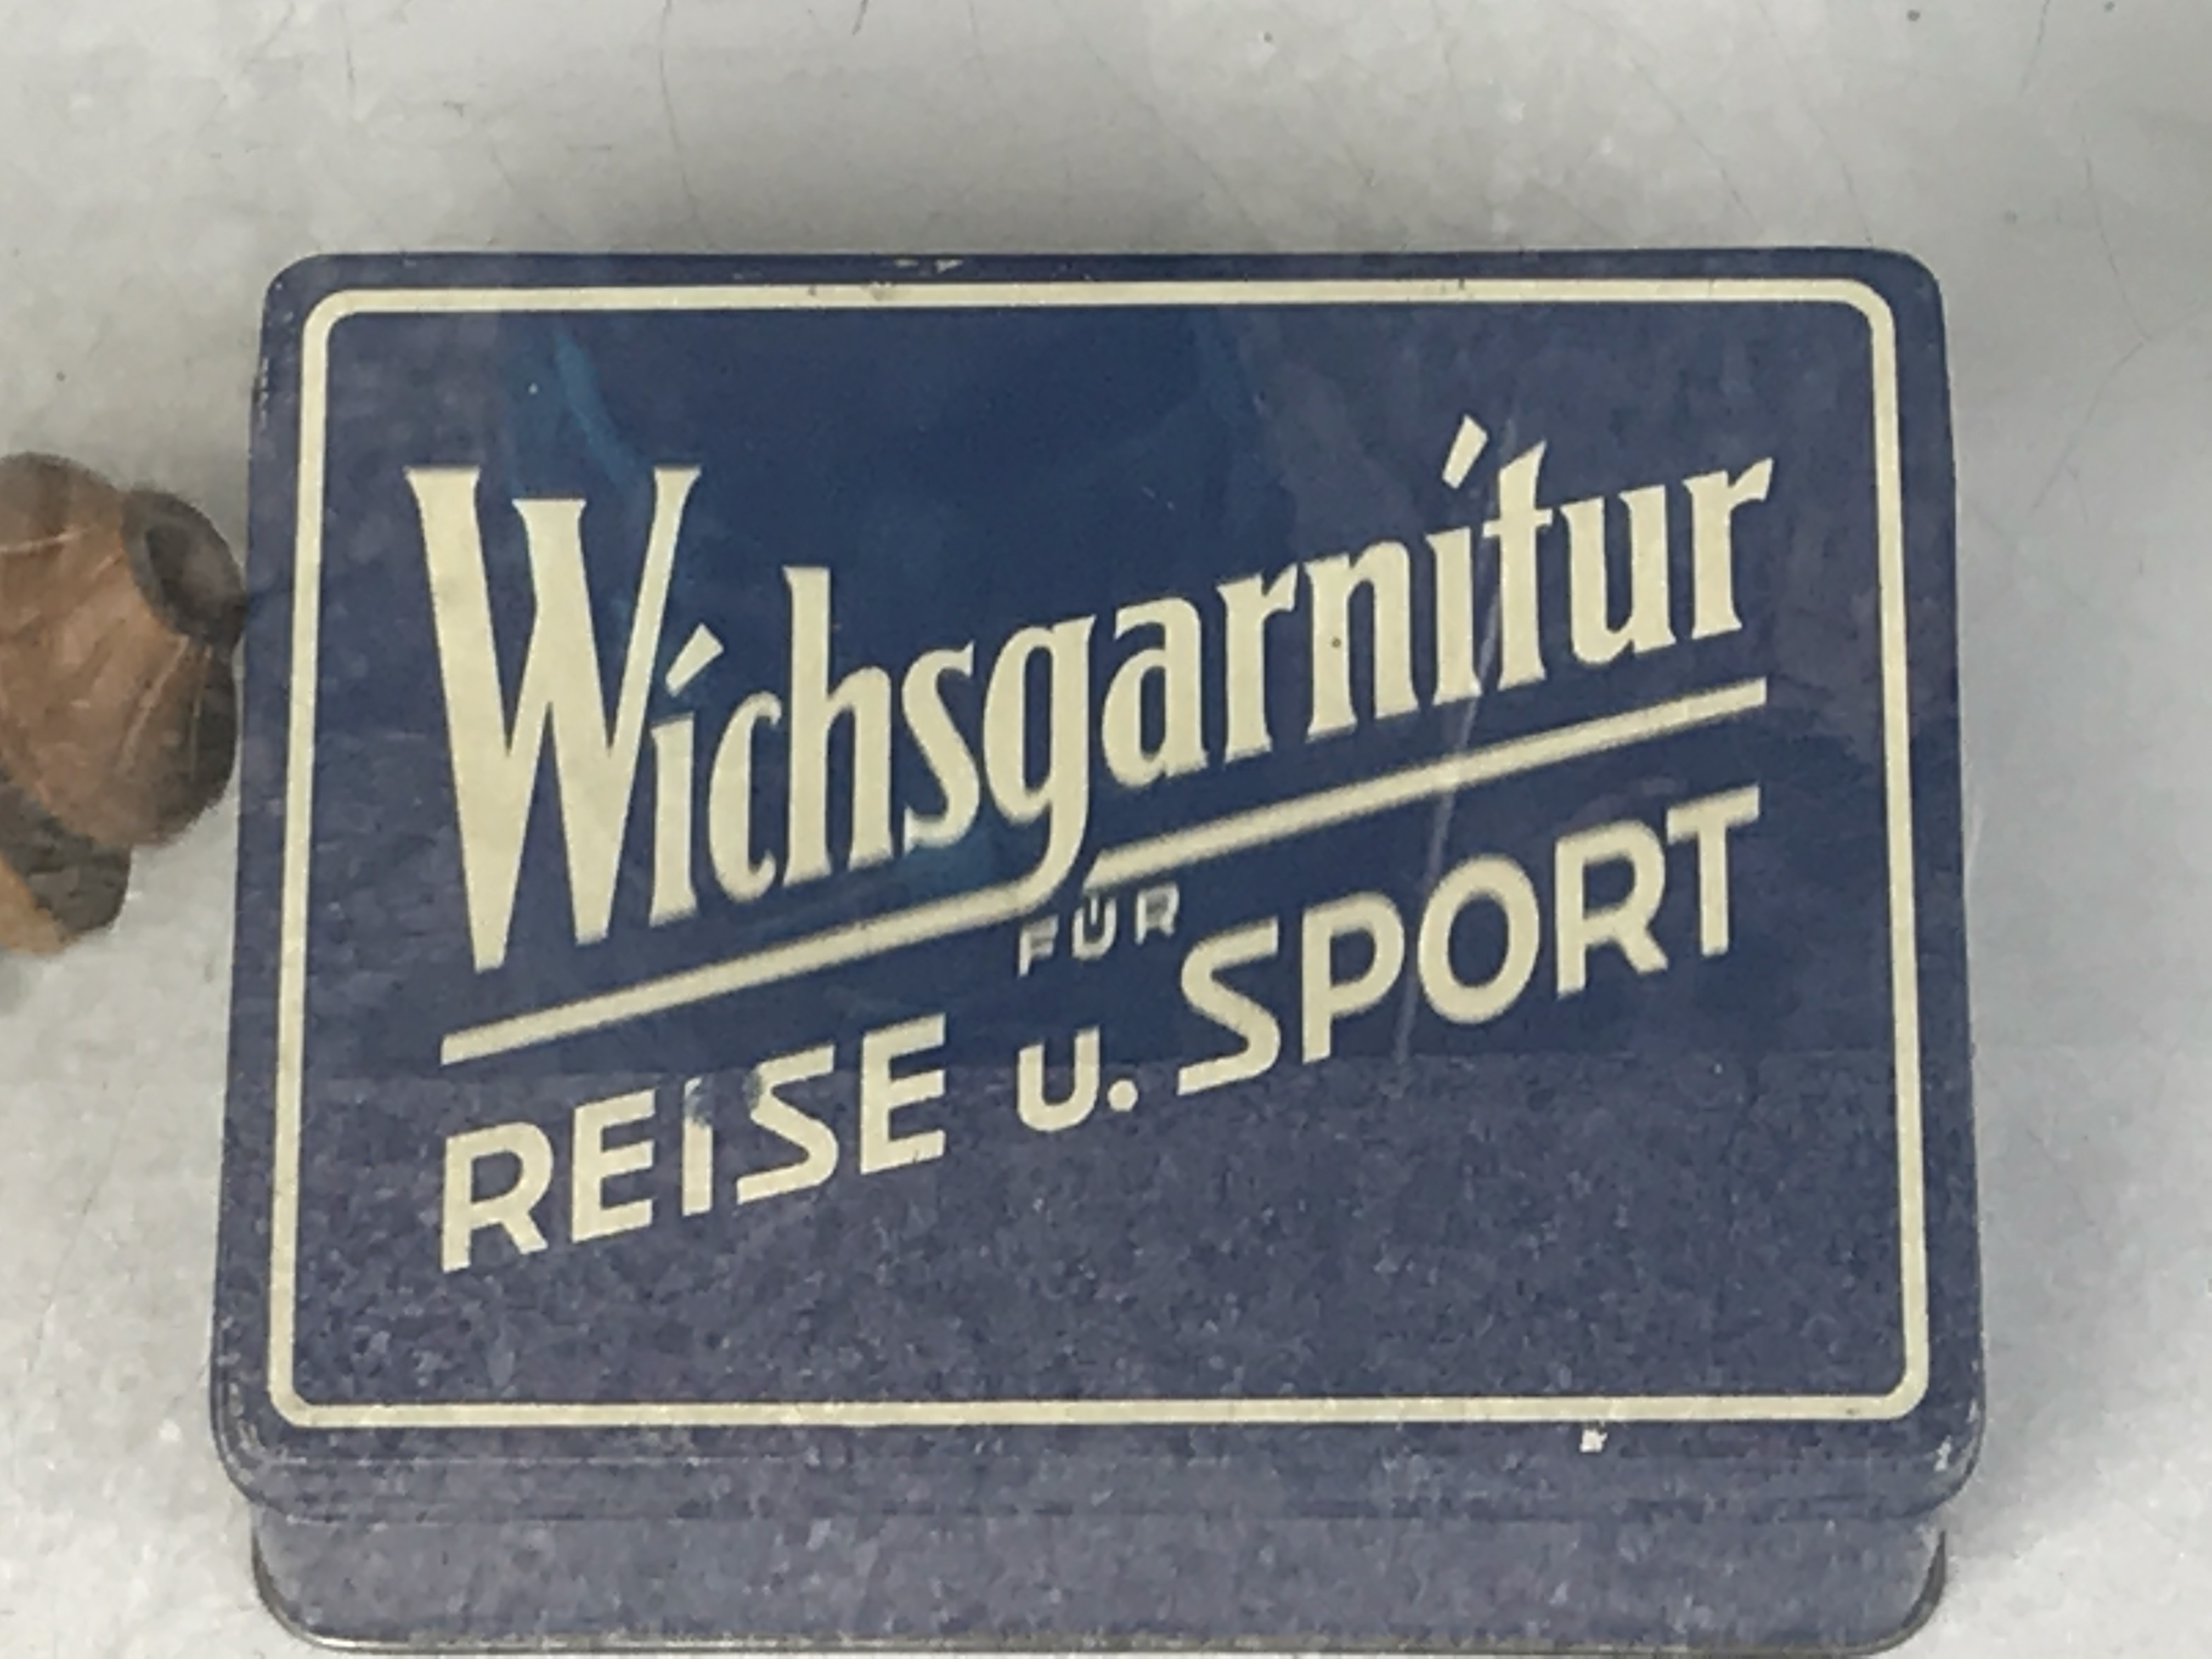 Wichsgarnitur
FÜR
REISE u. SPORT